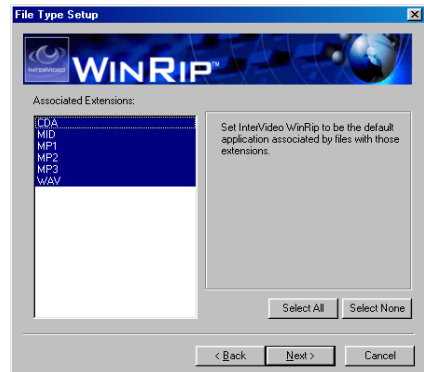 File Type Setup
INTERVIDEO
WINRIP™
Associated Extensions:
CDA
MID
MP1
MP2
MP3
WAV
Set InterVideo WinRip to be the default
application associated by files with those
extensions.
Select All
Select None
< Back
Next >
Cancel